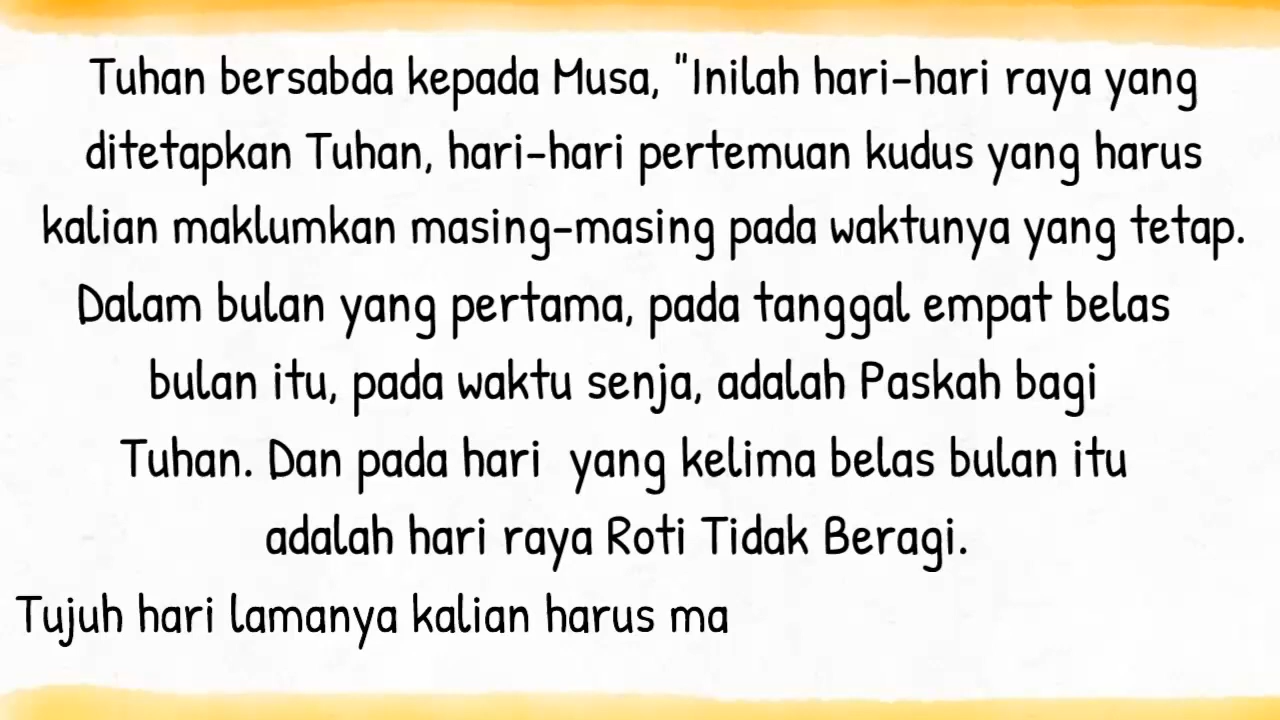 Tuhan bersabda kepada Musa, "Inilah hari-hari raya yang
ditetapkan Tuhan, hari-hari pertemuan kudus yang harus
kalian maklumkan masing-masing pada waktunya yang tetap.
Dalam bulan yang pertama, pada tanggal empat belas
bulan itu, pada waktu senja, adalah Paskah bagi
Tuhan. Dan pada hari yang kelima belas bulan itu
adalah hari raya Roti Tidak Beragi.
Tujuh hari lamanya kalian harus ma